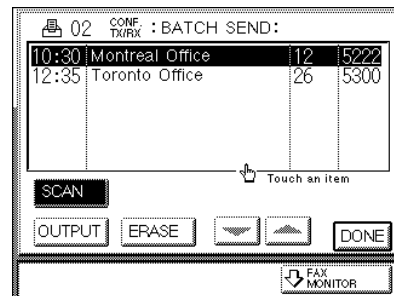 02 CONF. TX/RX : BATCH SEND:
10:30 Montreal Office 12 5222
12:35 Toronto Office 26 5300
Touch an item
SCAN
OUTPUT ERASE DONE
FAX MONITOR